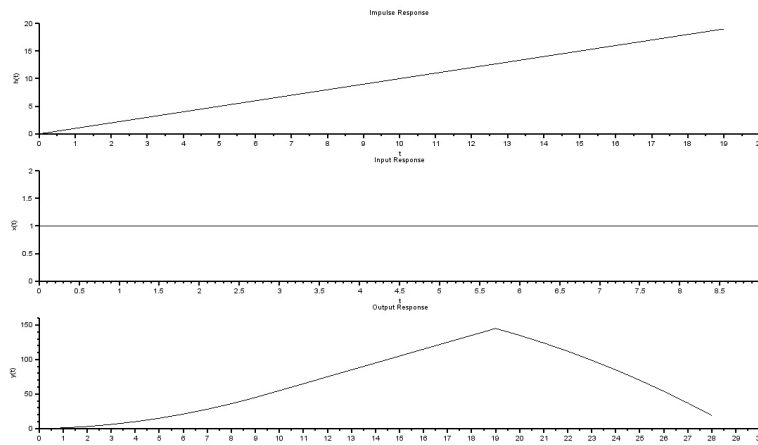 Impulse Response
20
15
10
5
0
h(t)
0 1 2 3 4 5 6 7 8 9 10 11 12 13 14 15 16 17 18 19
t
Input Response
2
1.5
1
0.5
0
x(t)
0 0.5 1 1.5 2 2.5 3 3.5 4 4.5 5 5.5 6 6.5 7 7.5 8 8.5
t
Output Response
150
100
50
0
y(t)
0 1 2 3 4 5 6 7 8 9 10 11 12 13 14 15 16 17 18 19 20 21 22 23 24 25 26 27 28 29